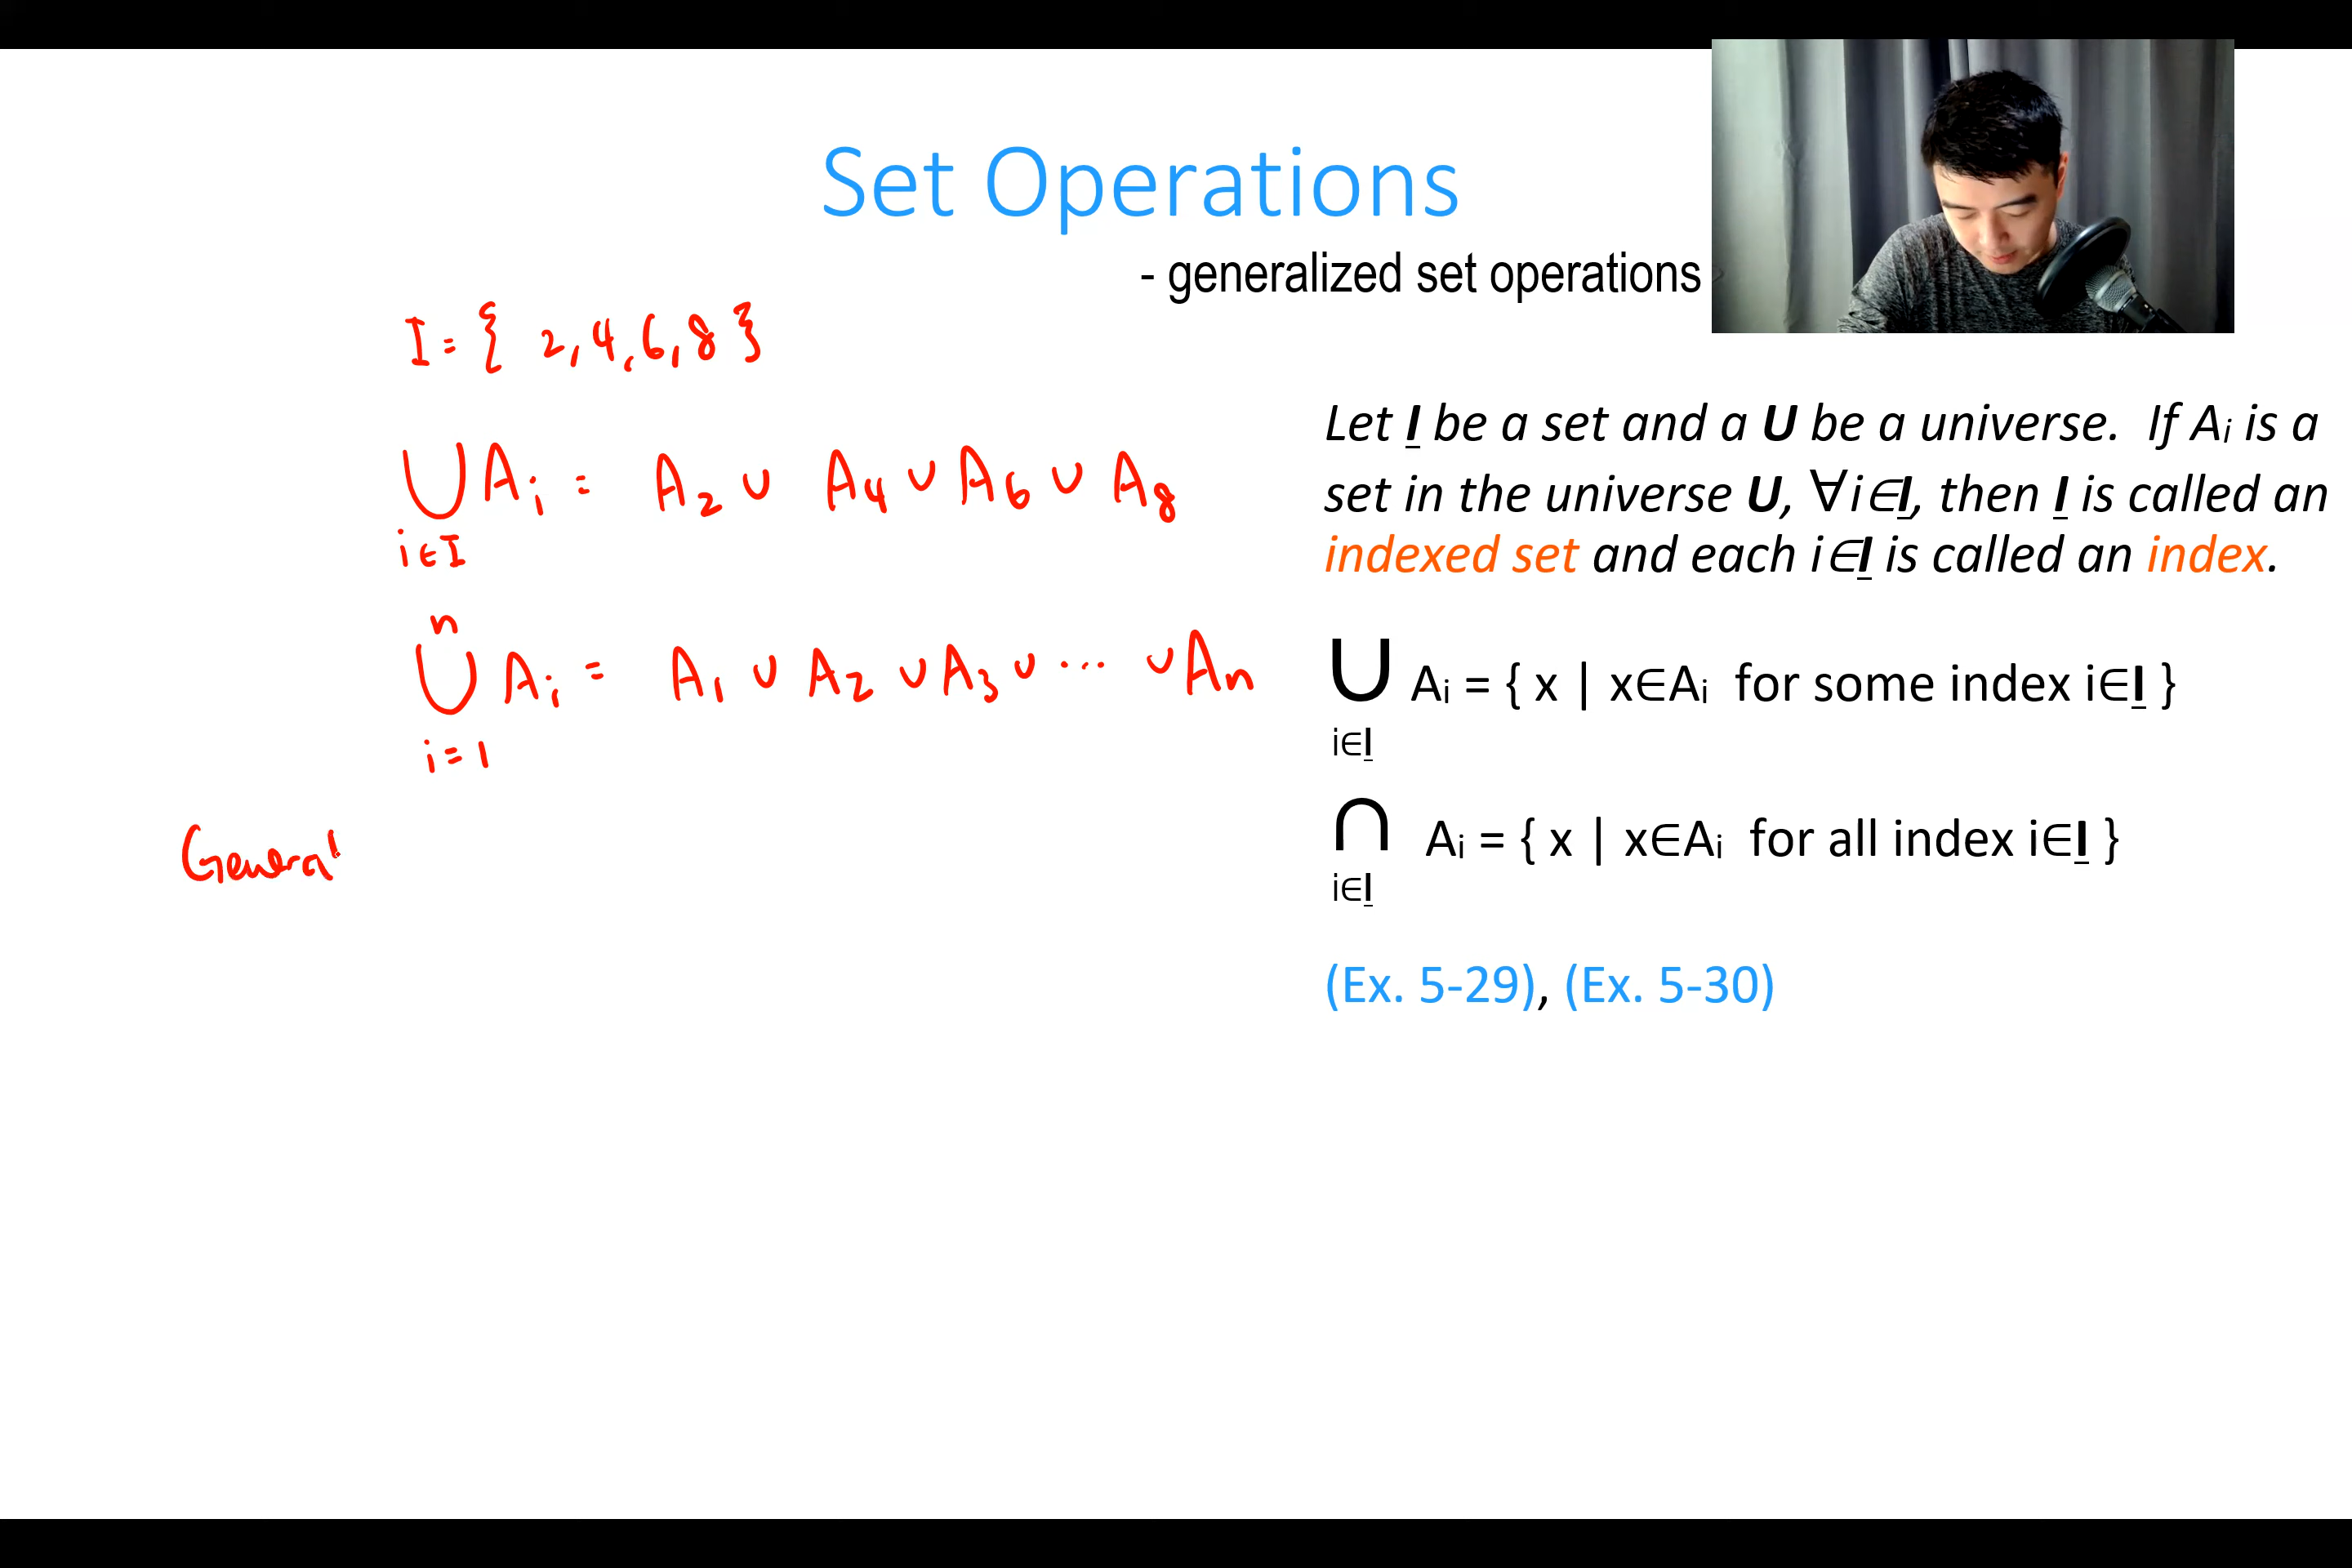 Set Operations
- generalized set operations
I = { 2, 4, 6, 8 }
⋃ Aᵢ = A₂ ∪ A₄ ∪ A₆ ∪ A₈
i∈I
n
⋃ Aᵢ = A₁ ∪ A₂ ∪ A₃ ∪ ... ∪ Aₙ
i=1
General
Let I be a set and a U be a universe. If Aᵢ is a
set in the universe U, ∀i∈I, then I is called an
indexed set and each i∈I is called an index.
⋃ Aᵢ = { x | x∈Aᵢ for some index i∈I }
i∈I
⋂ Aᵢ = { x | x∈Aᵢ for all index i∈I }
i∈I
(Ex. 5-29), (Ex. 5-30)